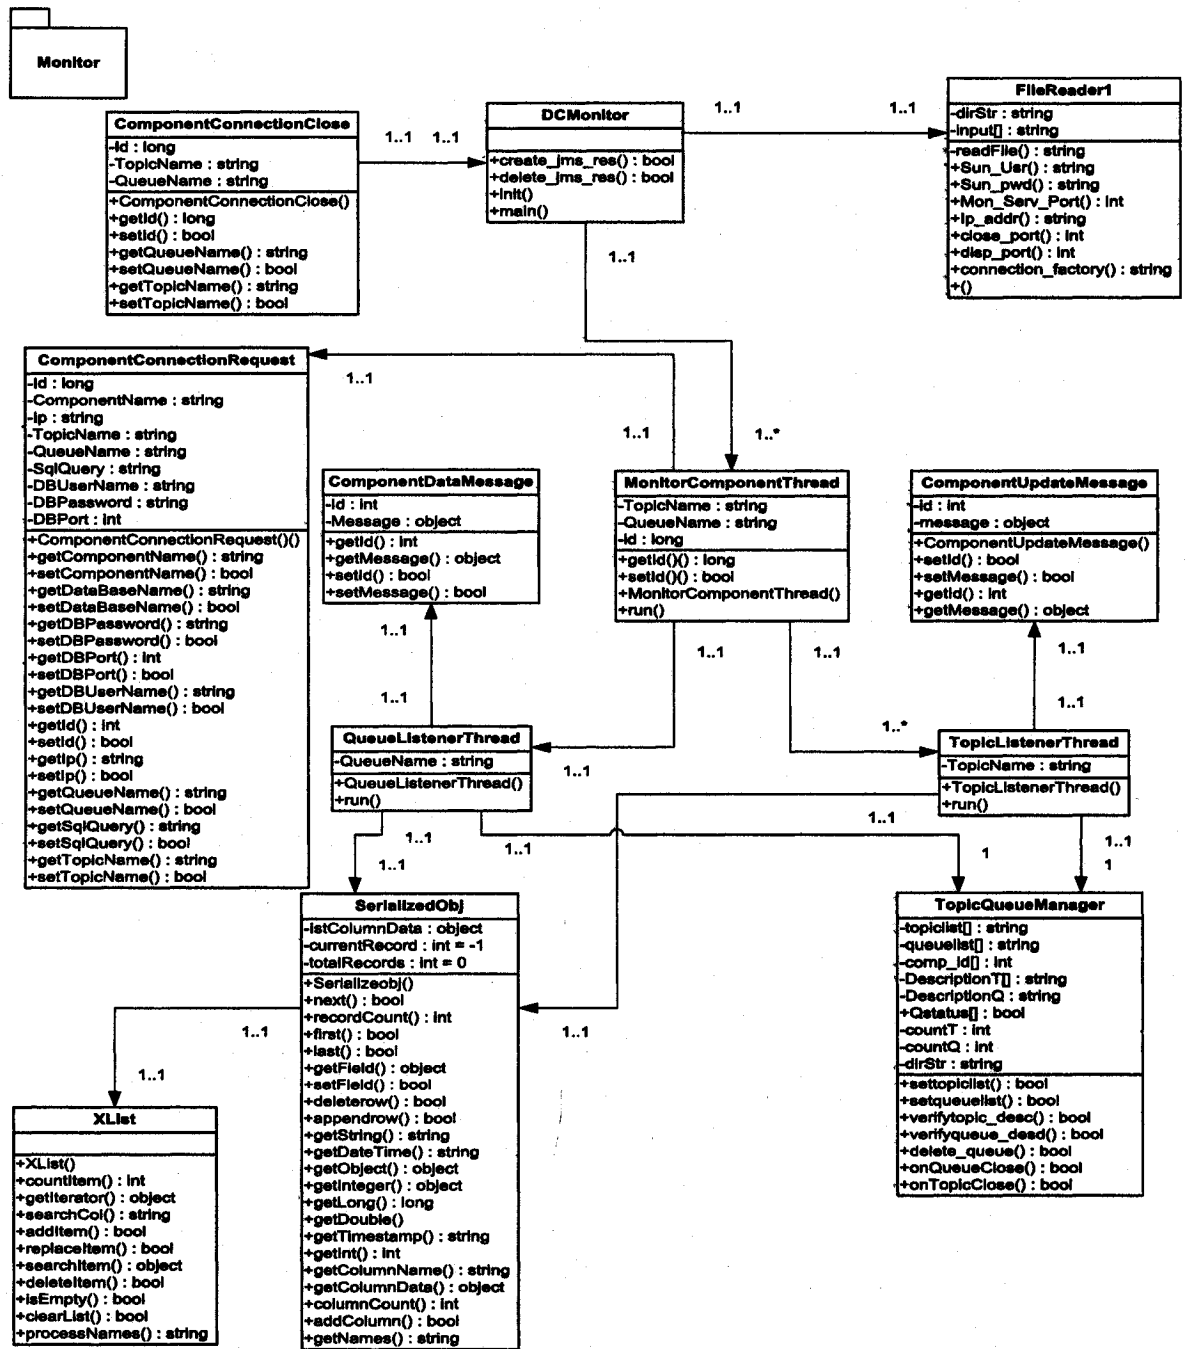 Monitor
ComponentConnectionClose
-id : long
-TopicName : string
-QueueName : string
+ComponentConnectionClose()
+getId() : long
+setId() : bool
+getQueueName() : string
+setQueueName() : bool
+getTopicName() : string
+setTopicName() : bool
1..1 1..1
DCMonitor
+create_jms_res() : bool
+delete_jms_res() : bool
+init()
+main()
1..1 1..1
FileReader1
-dirStr : string
-input[] : string
-readFile() : string
+Sun_Usr() : string
+Sun_pwd() : string
+Mon_Serv_Port() : int
+ip_addr() : string
+close_port() : int
+disp_port() : int
+connection_factory() : string
+()
1..1
ComponentConnectionRequest
-id : long
-ComponentName : string
-ip : string
-TopicName : string
-QueueName : string
-SqlQuery : string
-DBUserName : string
-DBPassword : string
-DBPort : int
+ComponentConnectionRequest()()
+getComponentName() : string
+setComponentName() : bool
+getDataBaseName() : string
+setDataBaseName() : bool
+getDBPassword() : string
+setDBPassword() : bool
+getDBPort() : int
+setDBPort() : bool
+getDBUserName() : string
+setDBUserName() : bool
+getId() : int
+setId() : bool
+getIp() : string
+setIp() : bool
+getQueueName() : string
+setQueueName() : bool
+getSqlQuery() : string
+setSqlQuery() : bool
+getTopicName() : string
+setTopicName() : bool
1..1
1..1
1..*
ComponentDataMessage
-id : int
-Message : object
+getId() : int
+getMessage() : object
+setId() : bool
+setMessage() : bool
MonitorComponentThread
-TopicName : string
-QueueName : string
-id : long
+getId()() : long
+setId()() : bool
+MonitorComponentThread()
+run()
ComponentUpdateMessage
-id : int
-message : object
+ComponentUpdateMessage()
+setId() : bool
+setMessage() : bool
+getId() : int
+getMessage() : object
1..1
1..1
1..1
1..1
1..1
1..1
1..*
QueueListenerThread
-QueueName : string
+QueueListenerThread()
+run()
1..1
TopicListenerThread
-TopicName : string
+TopicListenerThread()
+run()
1..1
1..1
1..1
1..1
1..1
1
1
SerializedObj
-lstColumnData : object
-currentRecord : int = -1
-totalRecords : int = 0
+Serializeobj()
+next() : bool
+recordCount() : int
+first() : bool
+last() : bool
+getField() : object
+setField() : bool
+deleterow() : bool
+appendrow() : bool
+getString() : string
+getDateTime() : string
+getObject() : object
+getInteger() : object
+getLong() : long
+getDouble()
+getTimestamp() : string
+getInt() : int
+getColumnName() : string
+getColumnData() : object
+columnCount() : int
+addColumn() : bool
+getNames() : string
1..1
TopicQueueManager
-topiclist[] : string
-queuelist[] : string
-comp_id[] : int
-DescriptionT[] : string
-DescriptionQ : string
+Qstatus[] : bool
-countT : int
-countQ : int
-dirStr : string
+settopiclist() : bool
+setqueuelist() : bool
+verifytopic_desc() : bool
+verifyqueue_desd() : bool
+delete_queue() : bool
+onQueueClose() : bool
+onTopicClose() : bool
1..1
1..1
XList
+XList()
+countItem() : int
+getIterator() : object
+searchCol() : string
+addItem() : bool
+replaceItem() : bool
+searchItem() : object
+deleteItem() : bool
+isEmpty() : bool
+clearList() : bool
+processNames() : string